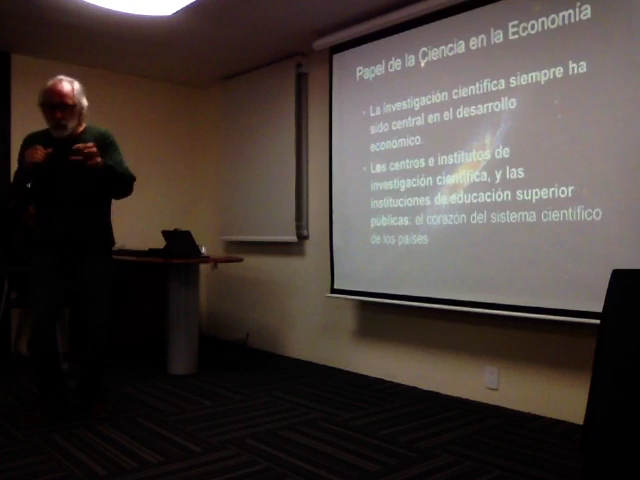 Papel de la Ciencia en la Economía
- La investigación científica siempre ha
sido central en el desarrollo
económico.
- Los centros e institutos de
investigación científica, y las
instituciones de educación superior
públicas: el corazón del sistema científico
de los países